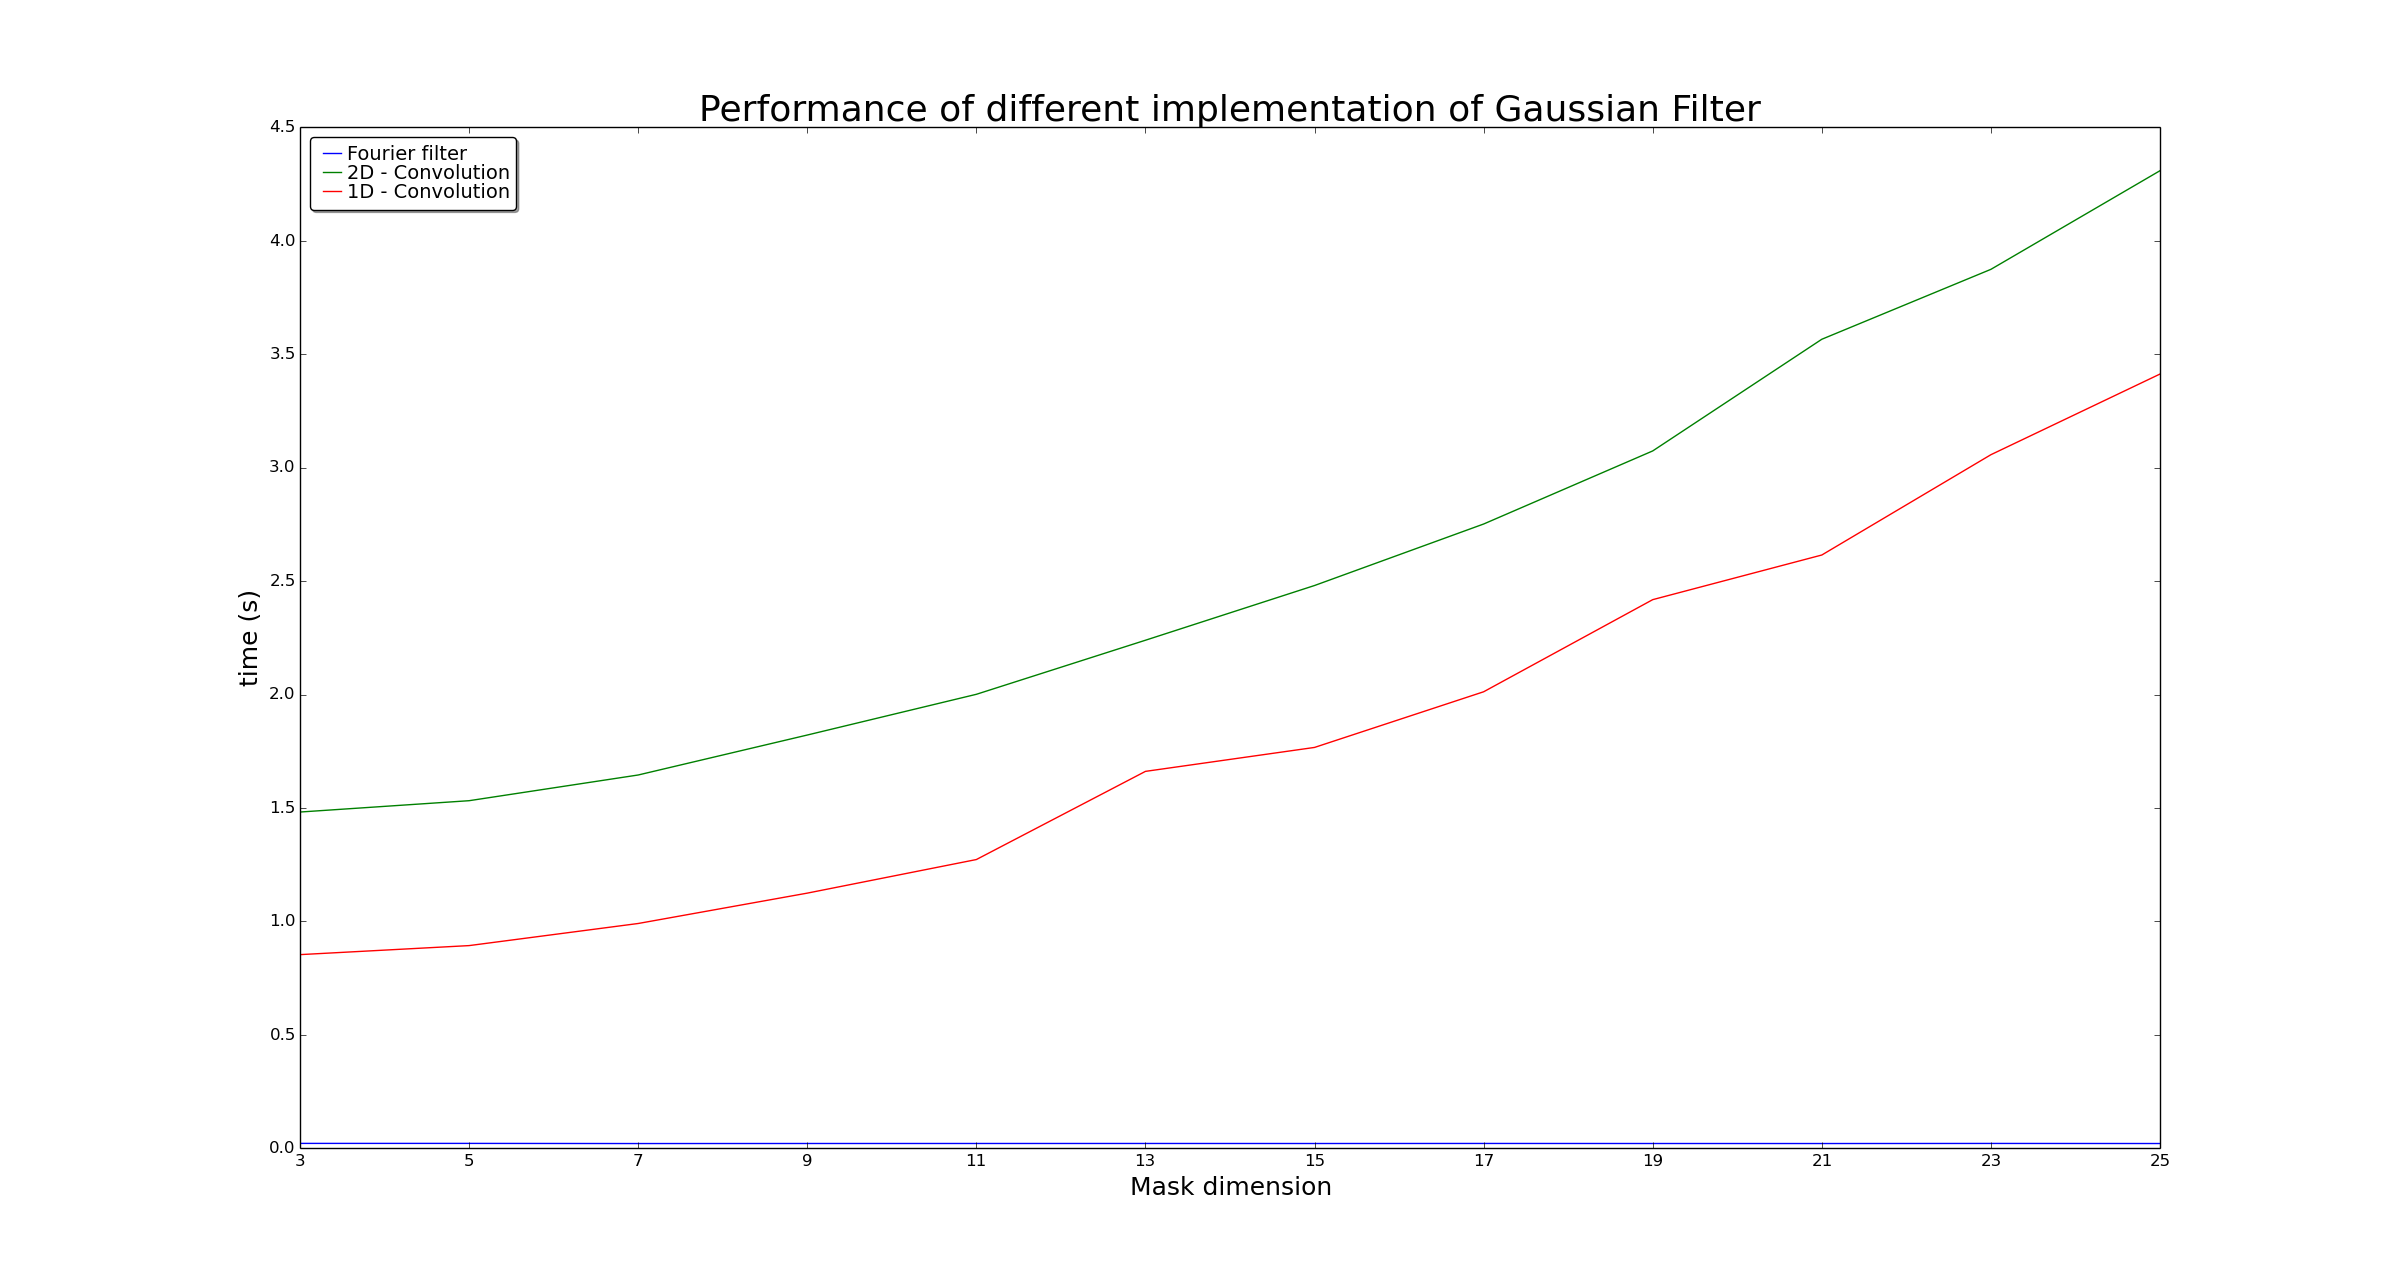 Performance of different implementation of Gaussian Filter
4.5
4.0
3.5
3.0
2.5
2.0
1.5
1.0
0.5
0.0
Fourier filter
2D - Convolution
1D - Convolution
time (s)
3 5 7 9 11 13 15 17 19 21 23 25
Mask dimension